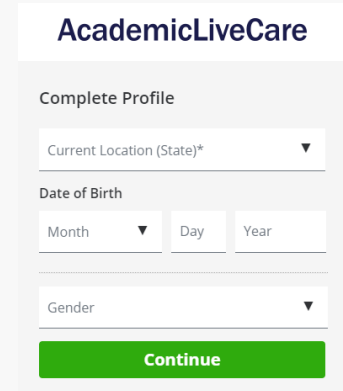 AcademicLiveCare
Complete Profile
Current Location (State)*
Date of Birth
Month Day Year
Gender
Continue